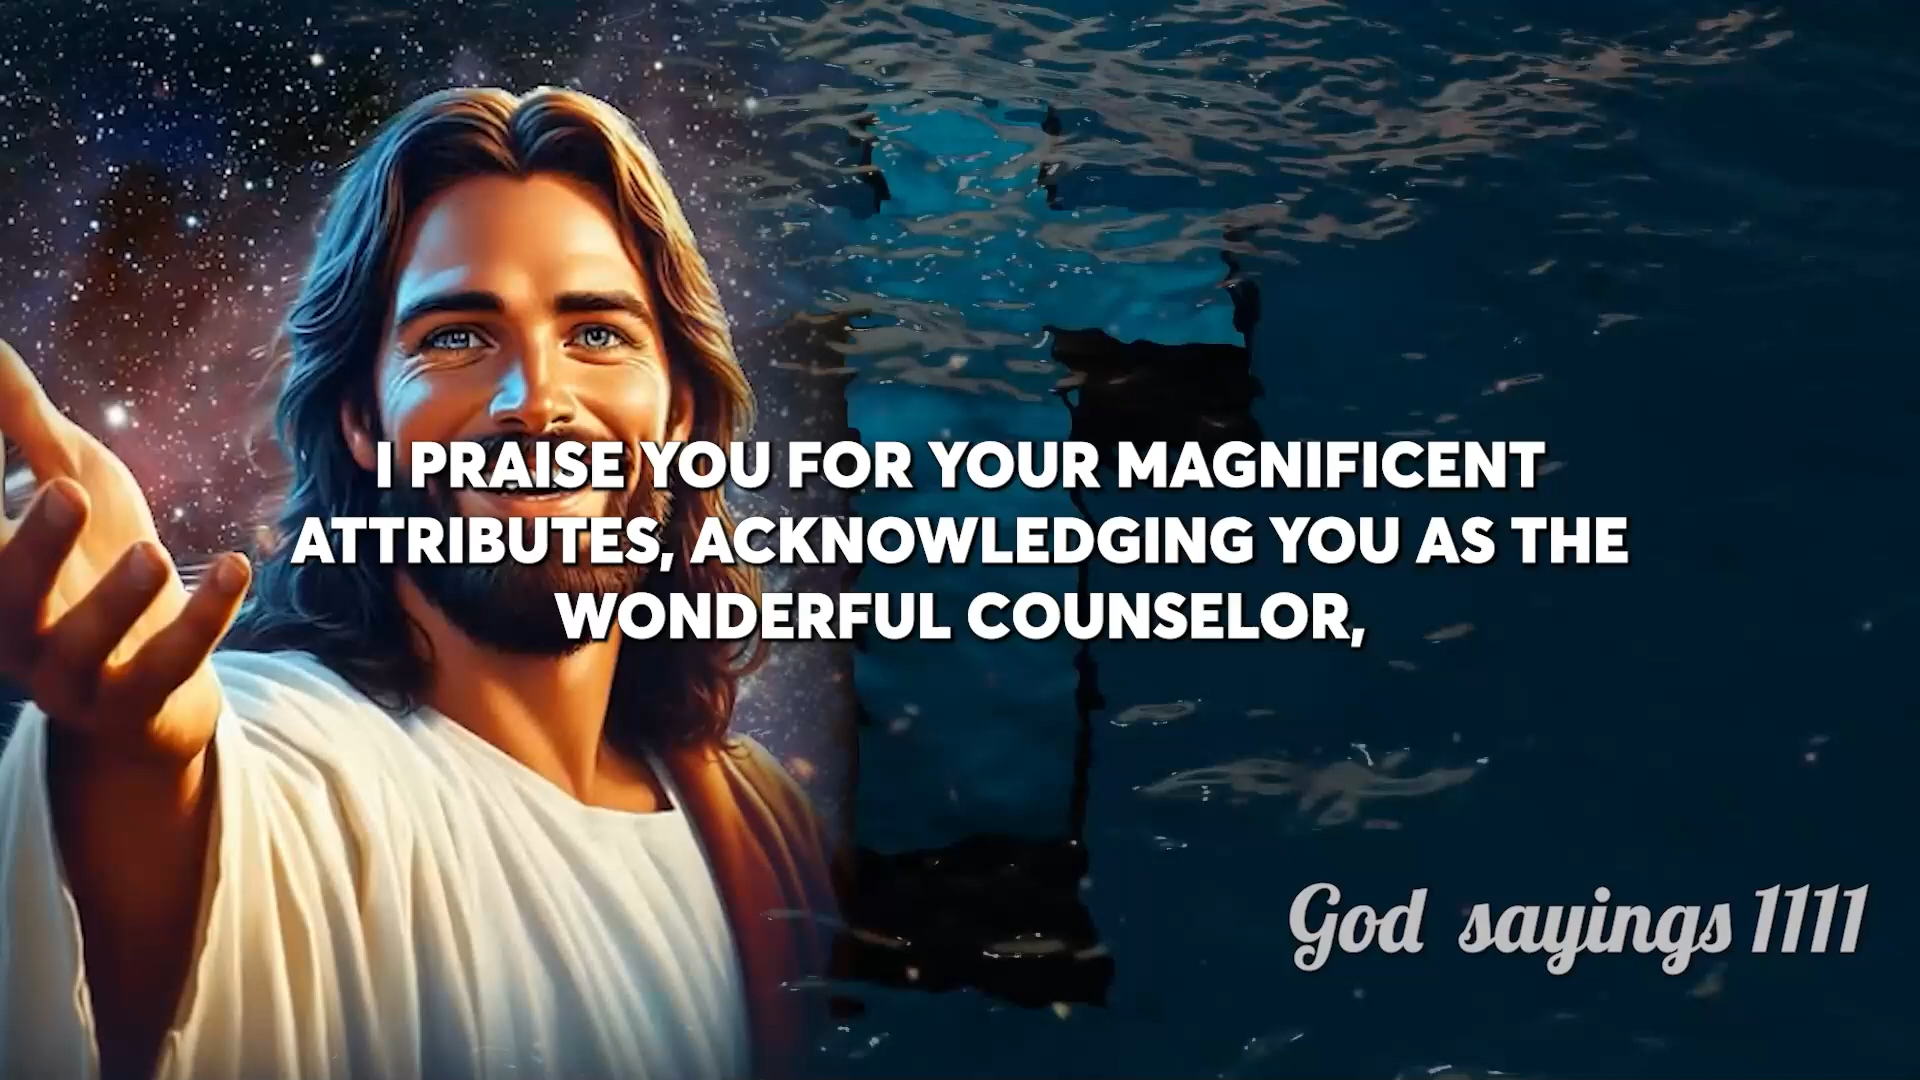 I PRAISE YOU FOR YOUR MAGNIFICENT
ATTRIBUTES, ACKNOWLEDGING YOU AS THE
WONDERFUL COUNSELOR,
God sayings 1111